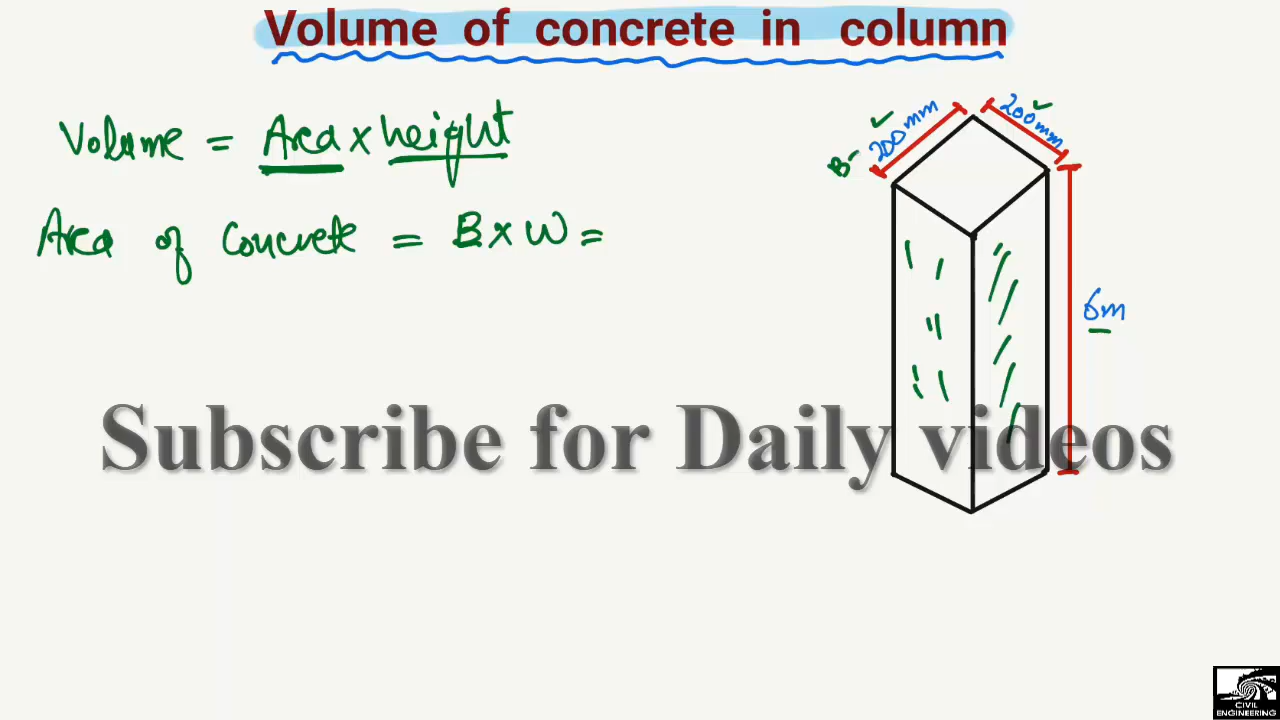 Volume of concrete in column
Volume = Area x height
Area of Concrete = B x W =
B-
200mm
200mm
6m
Subscribe for Daily videos
CIVIL
ENGINEERING